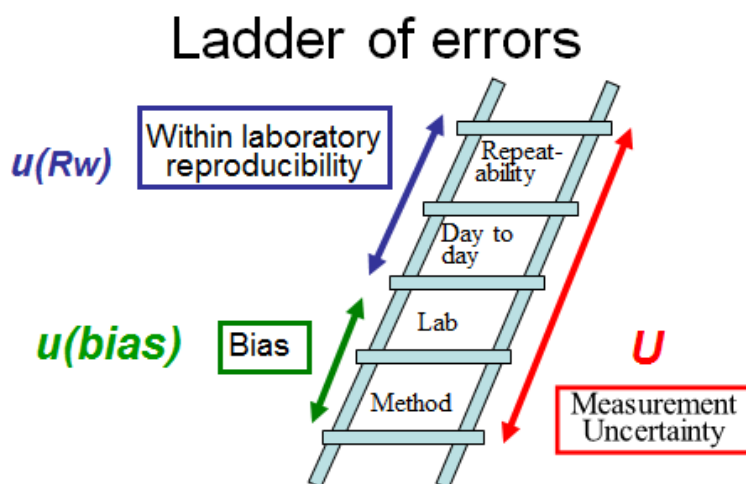 Ladder of errors
u(Rw)
Within laboratory
reproducibility
Repeat-
ability
Day to
day
u(bias)
Bias
Lab
U
Method
Measurement
Uncertainty